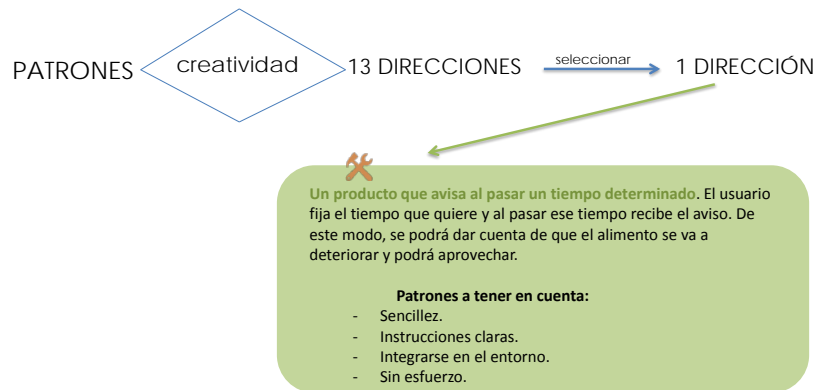 PATRONES creatividad 13 DIRECCIONES seleccionar 1 DIRECCIÓN
Un producto que avisa al pasar un tiempo determinado. El usuario
fija el tiempo que quiere y al pasar ese tiempo recibe el aviso. De
este modo, se podrá dar cuenta de que el alimento se va a
deteriorar y podrá aprovechar.
Patrones a tener en cuenta:
- Sencillez.
- Instrucciones claras.
- Integrarse en el entorno.
- Sin esfuerzo.